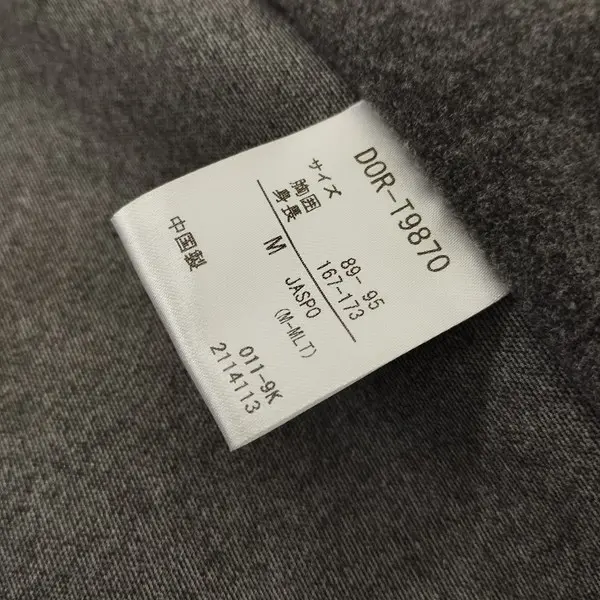 DOR-T9870
サイズ
胸囲 89- 95
身長 167-173
M JASPO
(M-MLT)
011-9K
2114113
中国製